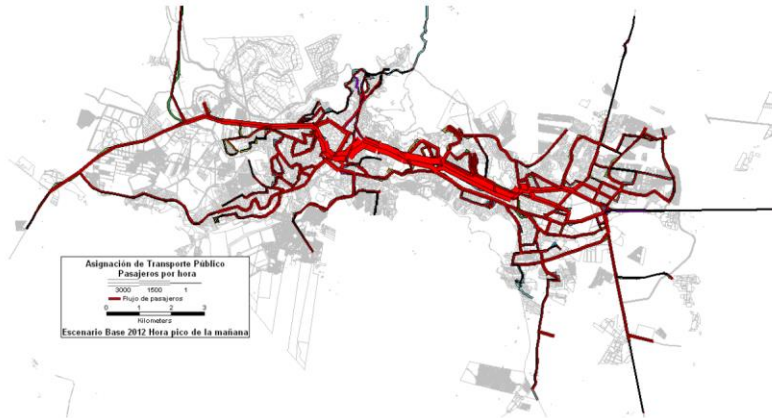 Asignación de Transporte Público
Pasajeros por hora
3000 1500 1
Flujo de pasajeros
0 1 2 3
Kilometers
Escenario Base 2012 Hora pico de la mañana